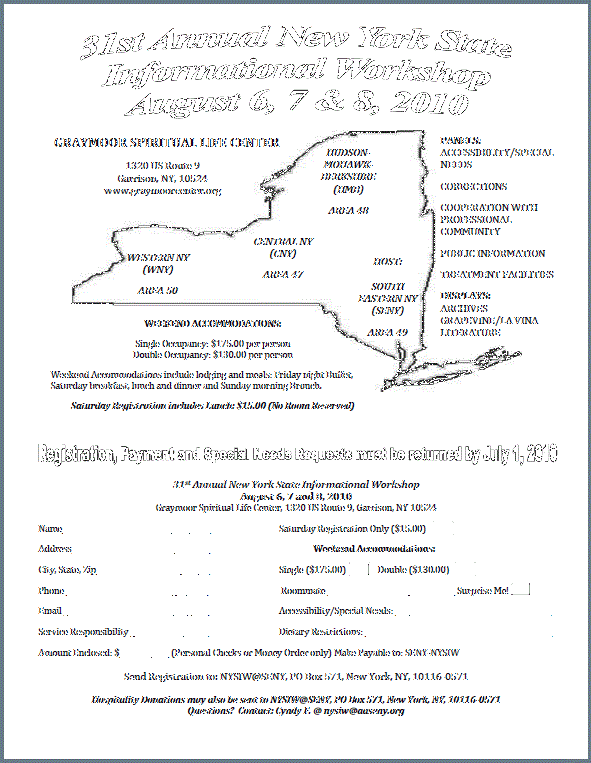 31st Annual New York State
Informational Workshop
August 6, 7 & 8, 2010
GRAYMOOR SPIRITUAL LIFE CENTER
1320 US Route 9
Garrison, NY, 10524
www.graymoorcenter.org
HUDSON-
MOHAWK-
BERKSHIRE
(HMB)
AREA 48
CENTRAL NY
(CNY)
AREA 47
WESTERN NY
(WNY)
AREA 50
HOST:
SOUTH
EASTERN NY
(SENY)
AREA 49
PANELS:
ACCESSIBILITY/SPECIAL
NEEDS
CORRECTIONS
COOPERATION WITH
PROFESSIONAL
COMMUNITY
PUBLIC INFORMATION
TREATMENT FACILITIES
DISPLAYS:
ARCHIVES
GRAPEVINE/LA VINA
LITERATURE
WEEKEND ACCOMMODATIONS:
Single Occupancy: $175.00 per person
Double Occupancy: $130.00 per person
Weekend Accommodations include lodging and meals: Friday night Buffet,
Saturday breakfast, lunch and dinner and Sunday morning Brunch.
Saturday Registration includes Lunch: $15.00 (No Room Reserved)
Registration, Payment and Special Needs Requests must be returned by July 1, 2010
31st Annual New York State Informational Workshop
August 6, 7 and 8, 2010
Graymoor Spiritual Life Center, 1320 US Route 9, Garrison, NY 10524
Name Saturday Registration Only ($15.00)
Address Weekend Accommodations:
City, State, Zip Single ($175.00) Double ($130.00)
Phone Roommate Surprise Me!
Email Accessibility/Special Needs:
Service Responsibility Dietary Restrictions:
Amount Enclosed: $ (Personal Checks or Money Order only) Make Payable to: SENY-NYSIW
Send Registration to: NYSIW@SENY, PO Box 571, New York, NY, 10116-0571
Hospitality Donations may also be sent to NYSIW@SENY, PO Box 571, New York, NY, 10116-0571
Questions? Contact: Cyndy F. @ nysiw@aaseny.org